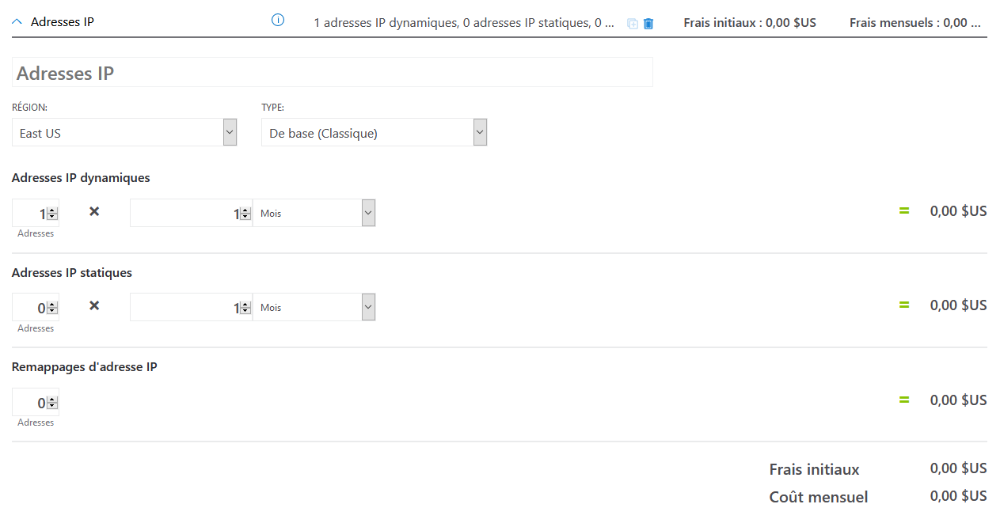 Adresses IP
1 adresses IP dynamiques, 0 adresses IP statiques, 0 ...
Frais initiaux : 0,00 $US
Frais mensuels : 0,00 ...
Adresses IP
RÉGION:
TYPE:
East US
De base (Classique)
Adresses IP dynamiques
1 × 1 Mois = 0,00 $US
Adresses
Adresses IP statiques
0 × 1 Mois = 0,00 $US
Adresses
Remappages d'adresse IP
0 = 0,00 $US
Adresses
Frais initiaux 0,00 $US
Coût mensuel 0,00 $US